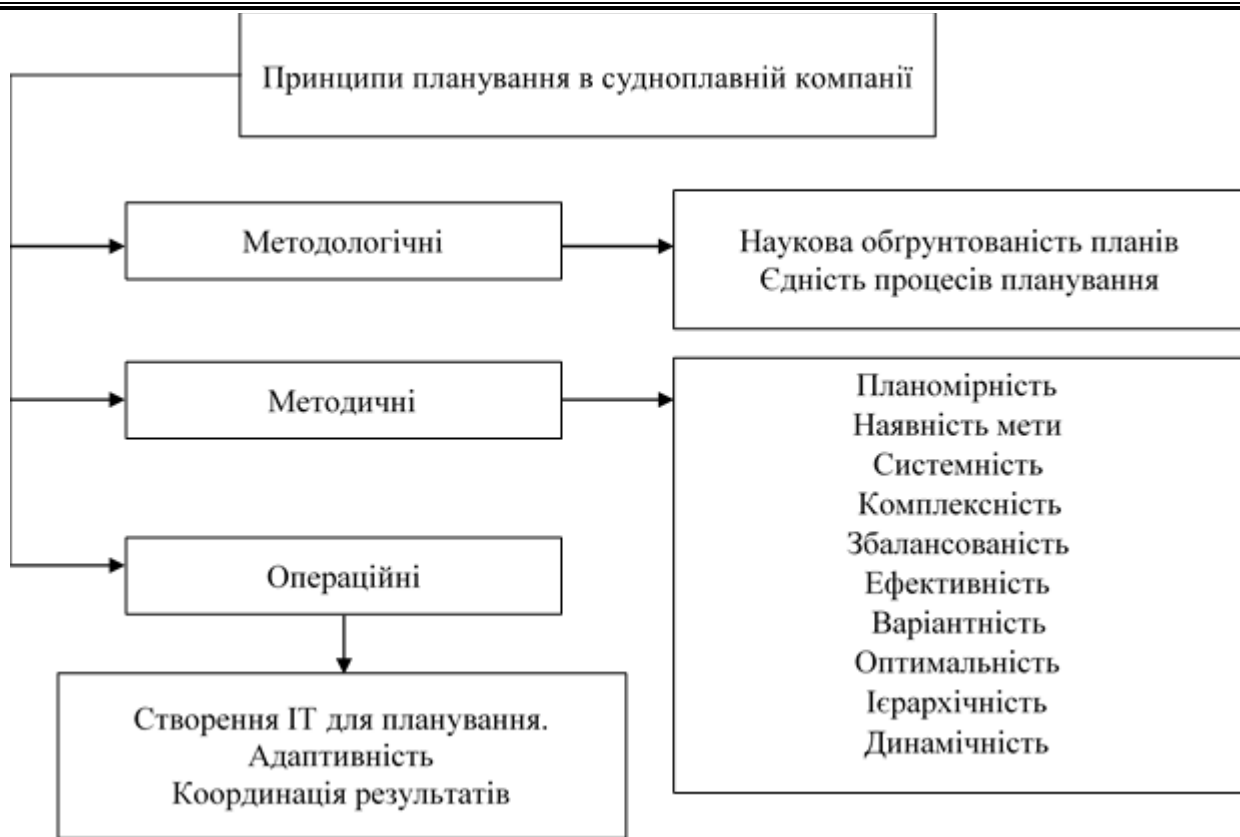 Принципи планування в судноплавній компанії
Методологічні
Наукова обґрунтованість планів
Єдність процесів планування
Методичні
Планомірність
Наявність мети
Системність
Комплексність
Збалансованість
Ефективність
Варіантність
Оптимальність
Ієрархічність
Динамічність
Операційні
Створення ІТ для планування.
Адаптивність
Координація результатів